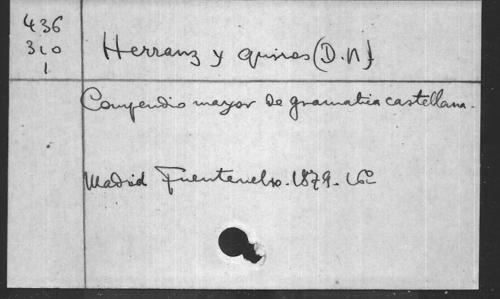 436
310
1
Herranz y quiros (D. N)
Compendio mayor de gramatica castellana.
Madrid Fuentenebro. 1879. 16º